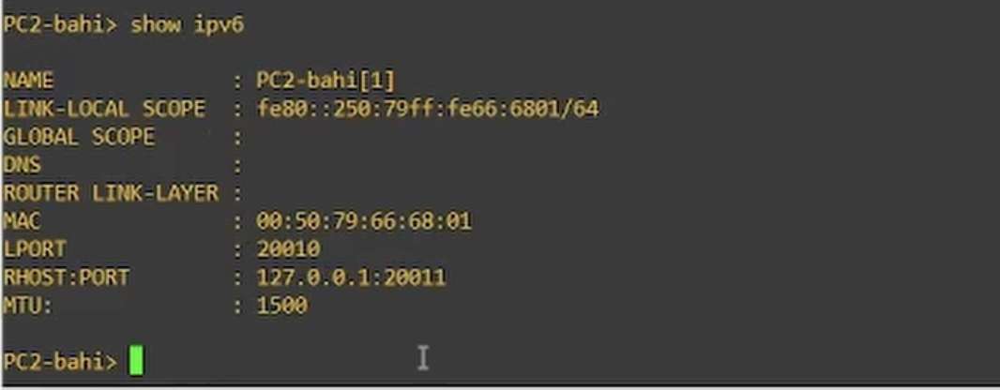 PC2-bahi> show ipv6
NAME : PC2-bahi[1]
LINK-LOCAL SCOPE : fe80::250:79ff:fe66:6801/64
GLOBAL SCOPE :
DNS :
ROUTER LINK-LAYER :
MAC : 00:50:79:66:68:01
LPORT : 20010
RHOST:PORT : 127.0.0.1:20011
MTU: : 1500
PC2-bahi>